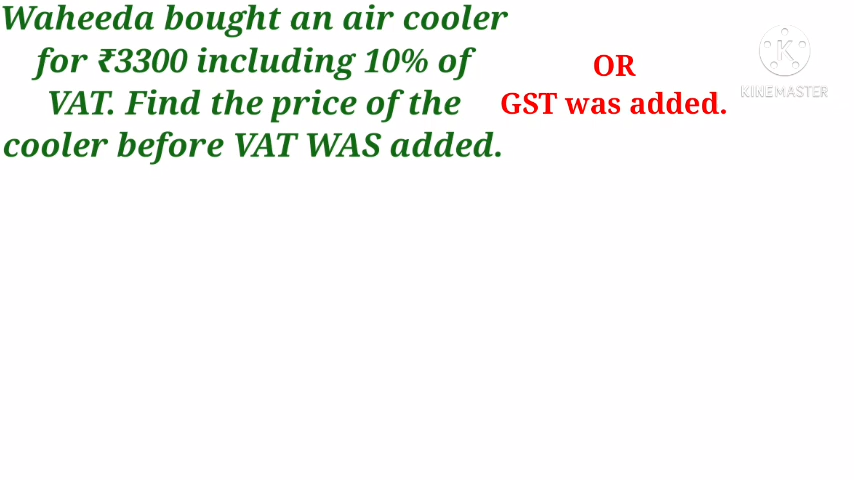 Waheeda bought an air cooler
for ₹3300 including 10% of
VAT. Find the price of the
cooler before VAT WAS added.
OR
GST was added.
K
KINEMASTER